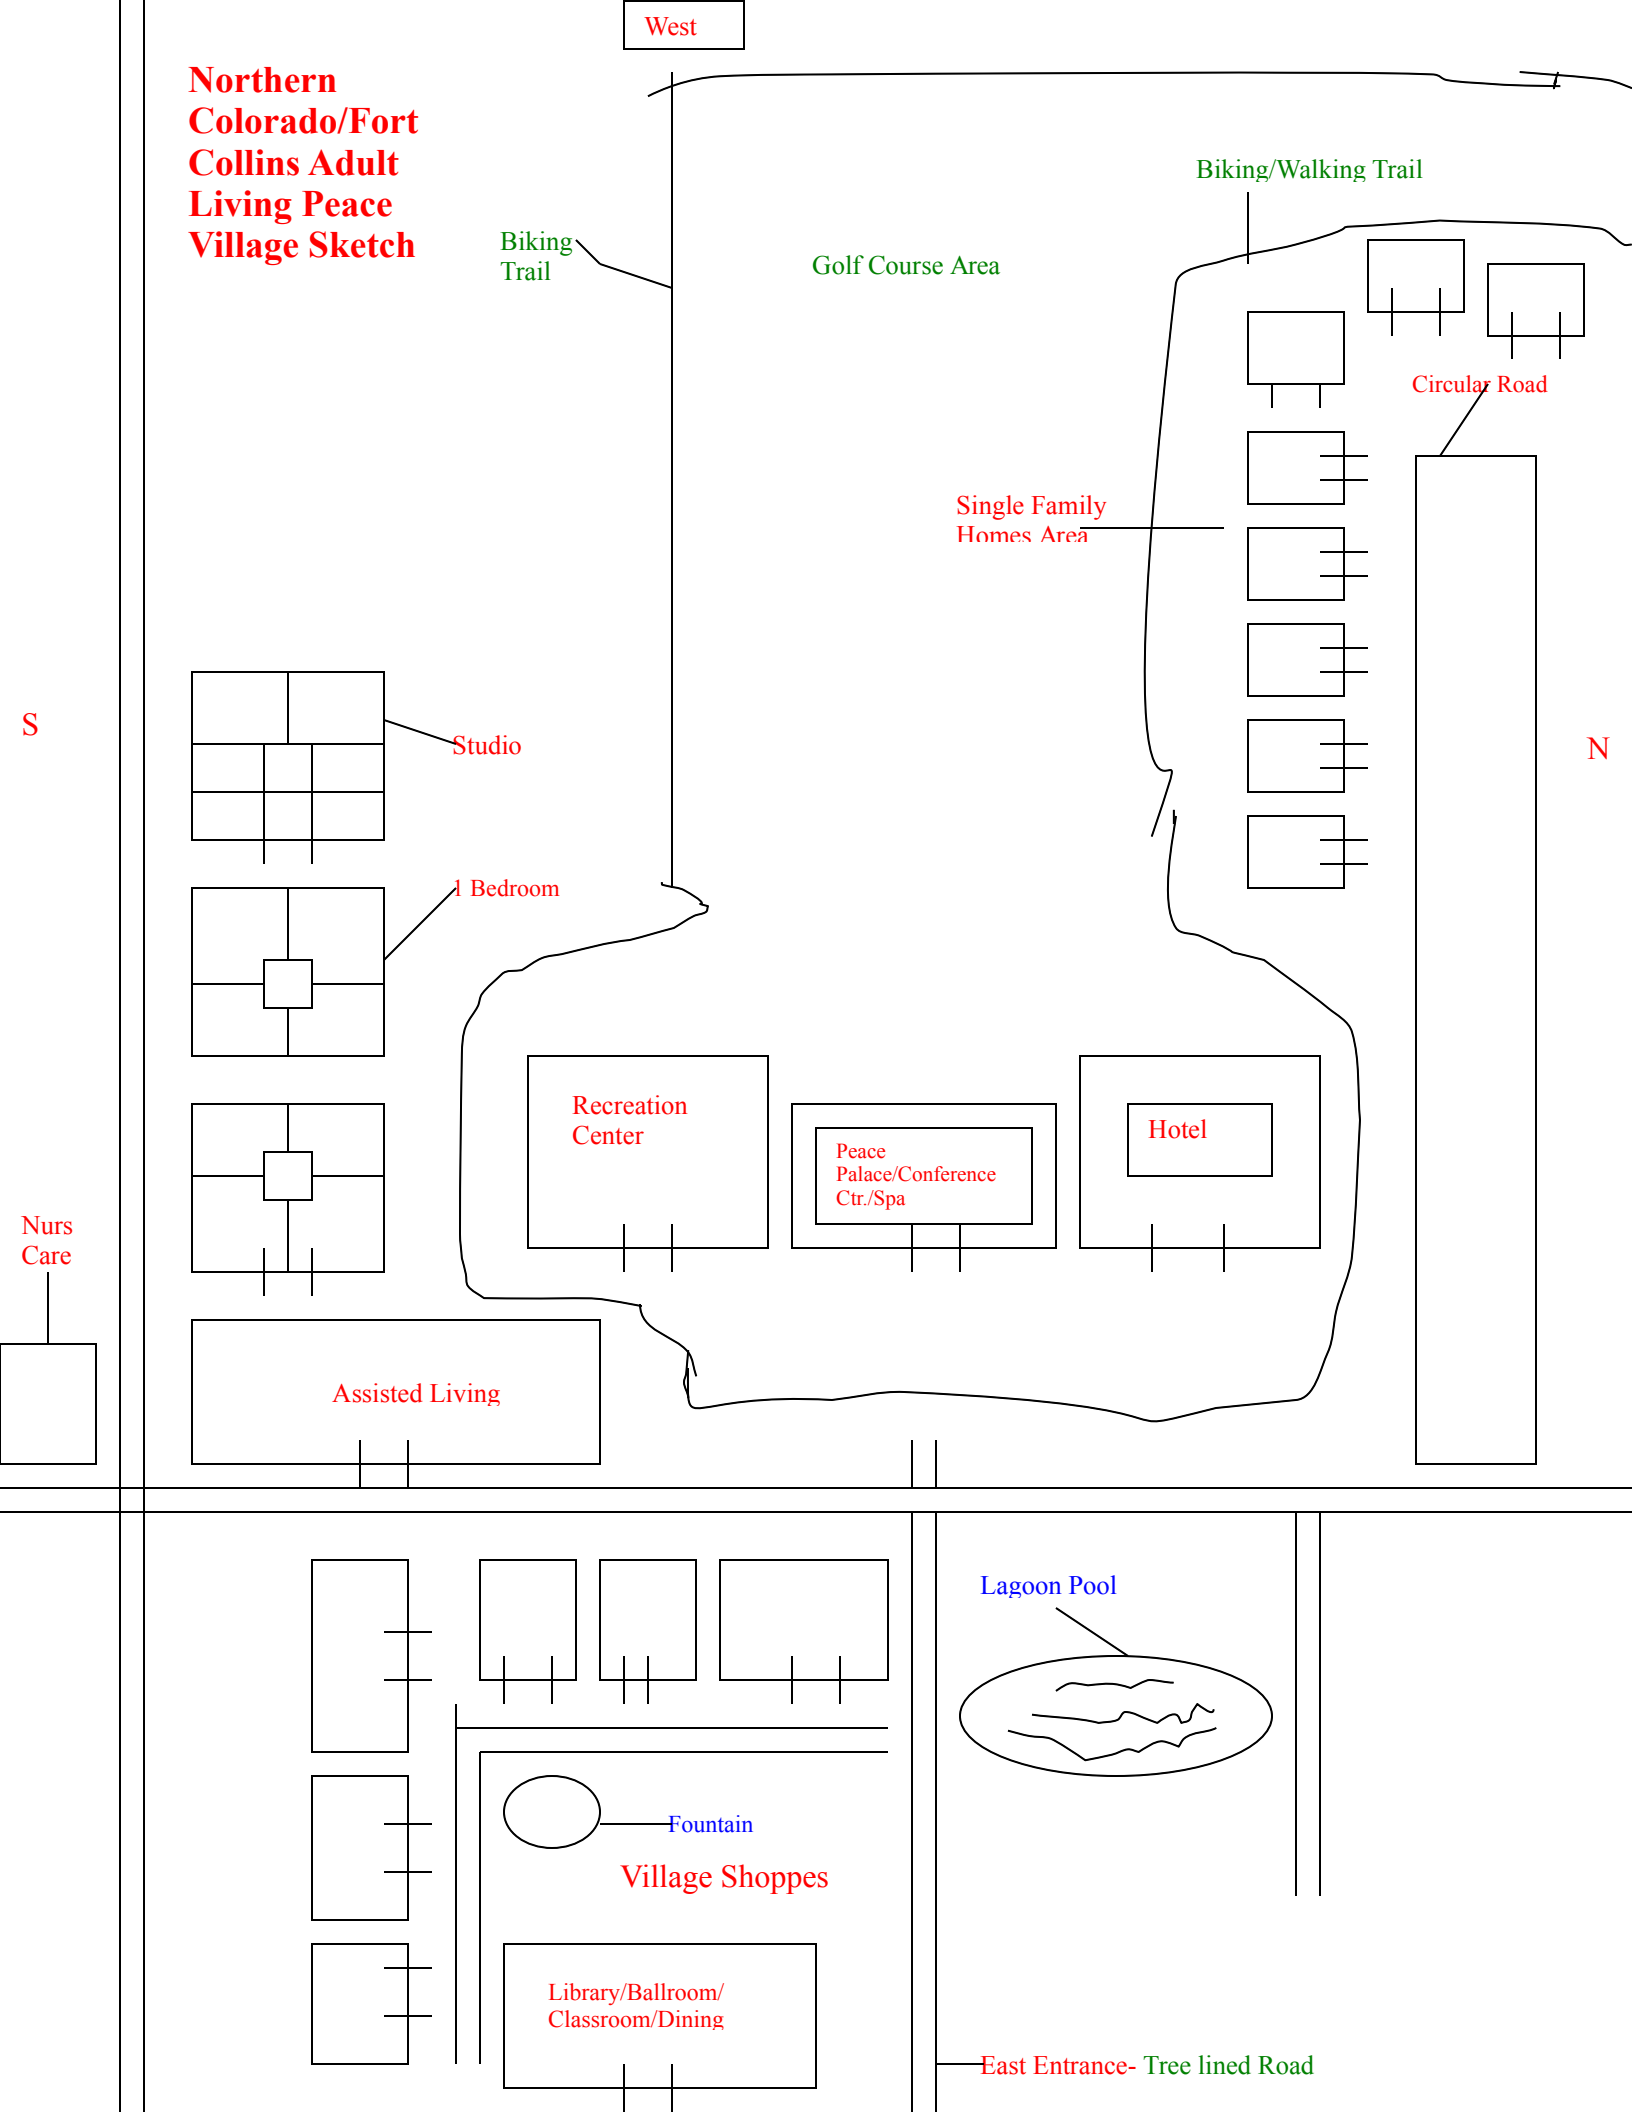 West
Northern
Colorado/Fort
Collins Adult
Living Peace
Village Sketch
Biking/Walking Trail
Biking
Trail
Golf Course Area
Circular Road
Single Family
Homes Area
S
Studio
N
1 Bedroom
Recreation
Center
Peace
Palace/Conference
Ctr./Spa
Hotel
Nurs
Care
Assisted Living
Lagoon Pool
Fountain
Village Shoppes
Library/Ballroom/
Classroom/Dining
East Entrance- Tree lined Road